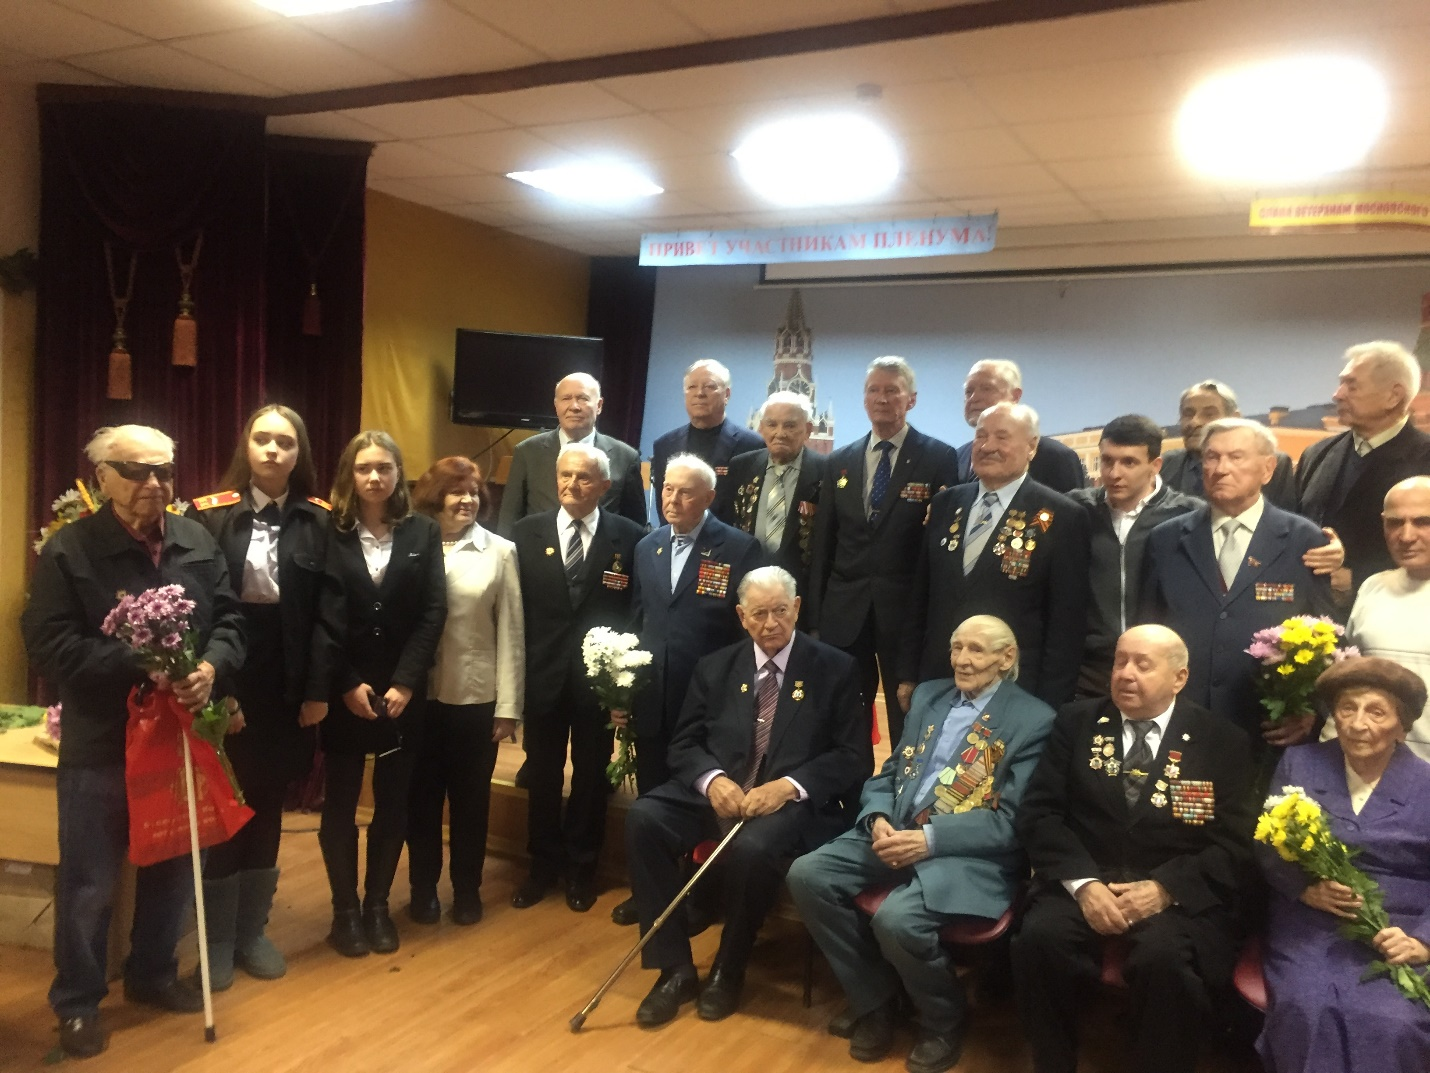 ПРИВЕТ УЧАСТНИКАМ ПЛЕНУМА!
СЛАВА ВЕТЕРАНАМ МОСКОВСКОГО